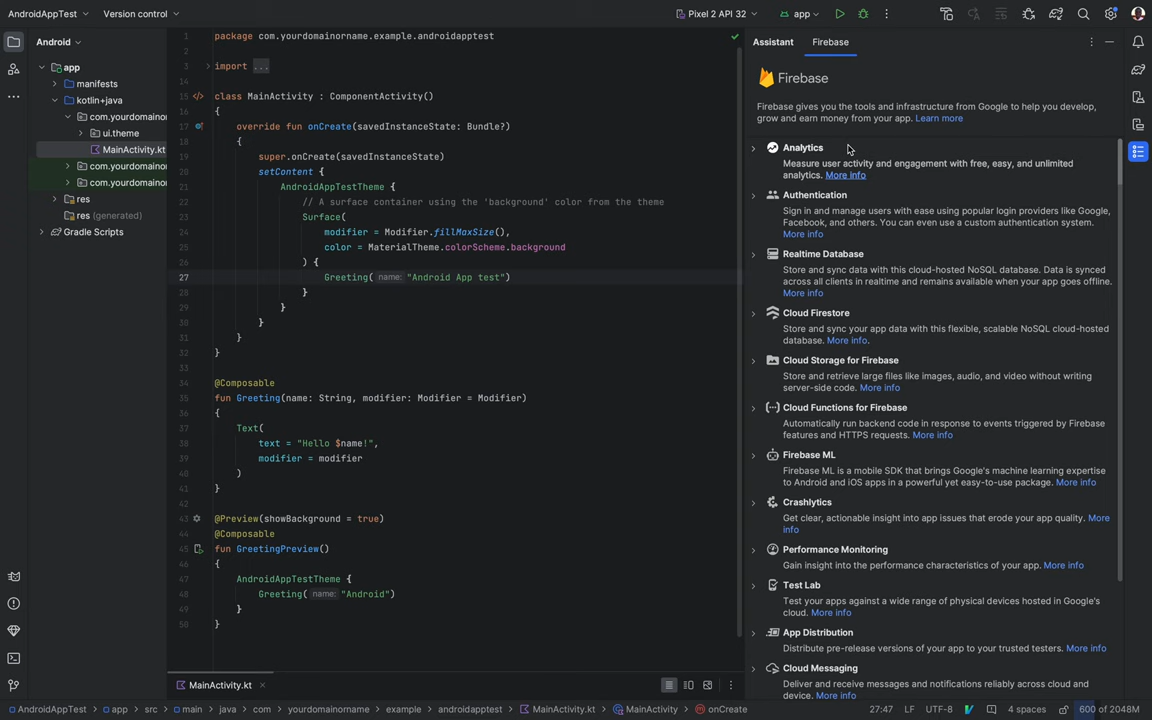 AndroidAppTest
Version control
Pixel 2 API 32
app
Android
app
manifests
kotlin+java
com.yourdomainor
ui.theme
MainActivity.kt
com.yourdomainor
com.yourdomainor
res
res (generated)
Gradle Scripts
1 package com.yourdomainorname.example.androidapptest
2
3 import ...
14
15 class MainActivity : ComponentActivity()
16 {
17 override fun onCreate(savedInstanceState: Bundle?)
18 {
19 super.onCreate(savedInstanceState)
20 setContent {
21 AndroidAppTestTheme {
22 // A surface container using the 'background' color from the theme
23 Surface(
24 modifier = Modifier.fillMaxSize(),
25 color = MaterialTheme.colorScheme.background
26 ) {
27 Greeting( name: "Android App test")
28 }
29 }
30 }
31 }
32 }
33
34 @Composable
35 fun Greeting(name: String, modifier: Modifier = Modifier)
36 {
37 Text(
38 text = "Hello $name!",
39 modifier = modifier
40 )
41 }
42
43 @Preview(showBackground = true)
44 @Composable
45 fun GreetingPreview()
46 {
47 AndroidAppTestTheme {
48 Greeting( name: "Android")
49 }
50 }
MainActivity.kt
Assistant
Firebase
Firebase
Firebase gives you the tools and infrastructure from Google to help you develop,
grow and earn money from your app. Learn more
Analytics
Measure user activity and engagement with free, easy, and unlimited
analytics. More info
Authentication
Sign in and manage users with ease using popular login providers like Google,
Facebook, and others. You can even use a custom authentication system.
More info
Realtime Database
Store and sync data with this cloud-hosted NoSQL database. Data is synced
across all clients in realtime and remains available when your app goes offline.
More info
Cloud Firestore
Store and sync your app data with this flexible, scalable NoSQL cloud-hosted
database. More info.
Cloud Storage for Firebase
Store and retrieve large files like images, audio, and video without writing
server-side code. More info
Cloud Functions for Firebase
Automatically run backend code in response to events triggered by Firebase
features and HTTPS requests. More info
Firebase ML
Firebase ML is a mobile SDK that brings Google's machine learning expertise
to Android and iOS apps in a powerful yet easy-to-use package. More info
Crashlytics
Get clear, actionable insight into app issues that erode your app quality. More
info
Performance Monitoring
Gain insight into the performance characteristics of your app. More info
Test Lab
Test your apps against a wide range of physical devices hosted in Google's
cloud. More info
App Distribution
Distribute pre-release versions of your app to your trusted testers. More info
Cloud Messaging
Deliver and receive messages and notifications reliably across cloud and
device. More info
AndroidAppTest > app > src > main > java > com > yourdomainorname > example > androidapptest > MainActivity.kt > MainActivity > onCreate
27:47 LF UTF-8 4 spaces 600 of 2048M